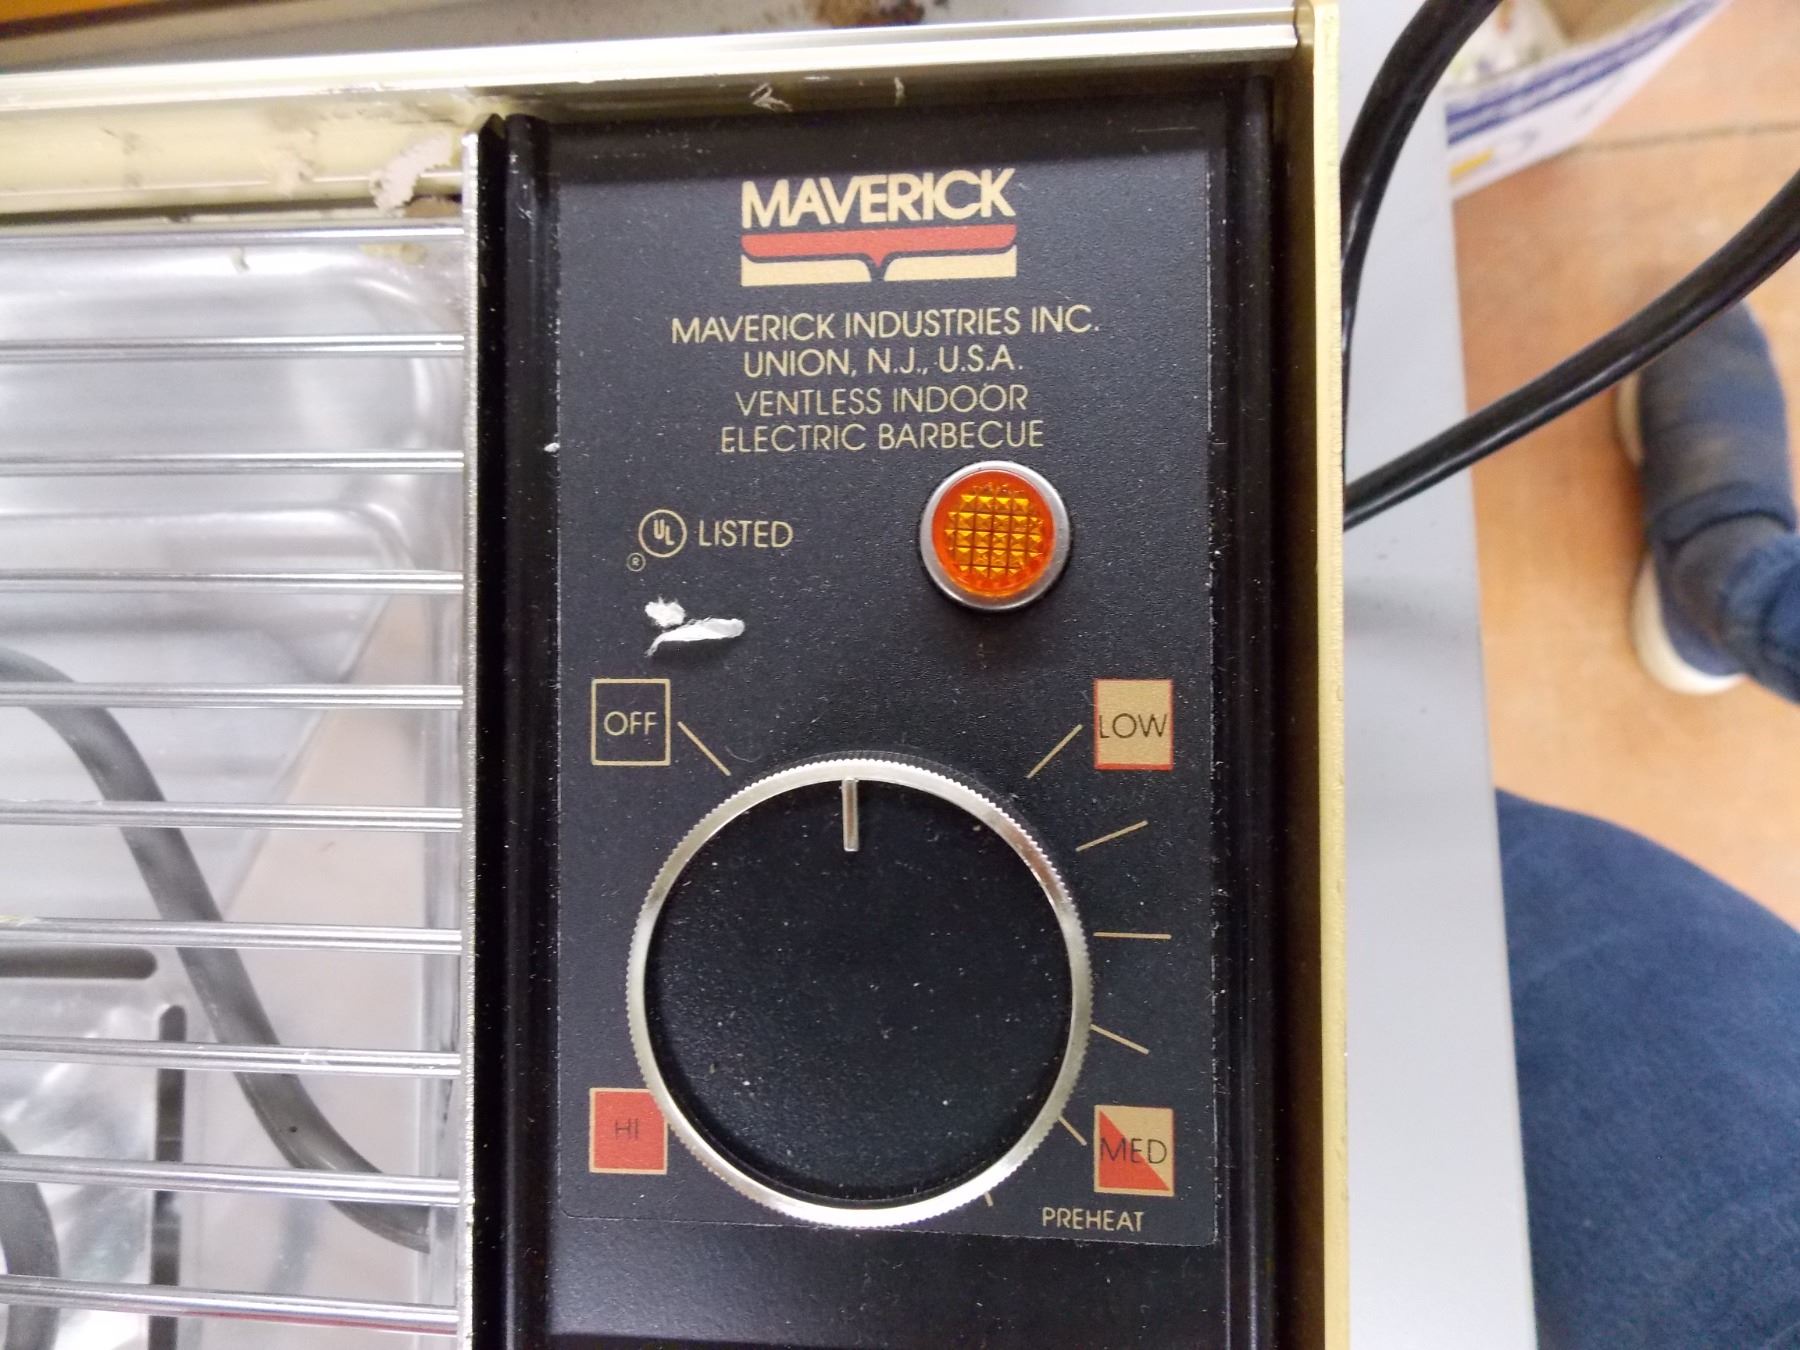 MAVERICK
MAVERICK INDUSTRIES INC.
UNION, N.J., U.S.A.
VENTLESS INDOOR
ELECTRIC BARBECUE
UL LISTED
®
OFF
LOW
HI
MED
PREHEAT